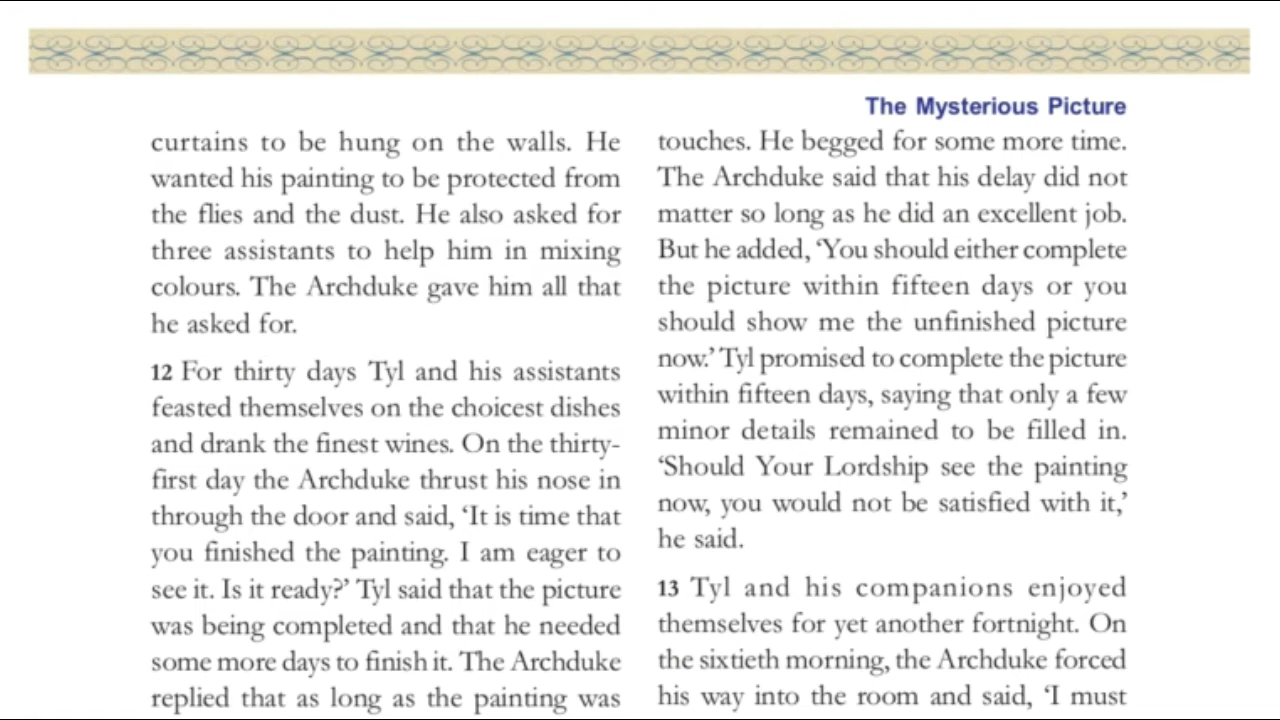 The Mysterious Picture
curtains to be hung on the walls. He
wanted his painting to be protected from
the flies and the dust. He also asked for
three assistants to help him in mixing
colours. The Archduke gave him all that
he asked for.
12 For thirty days Tyl and his assistants
feasted themselves on the choicest dishes
and drank the finest wines. On the thirty-
first day the Archduke thrust his nose in
through the door and said, ‘It is time that
you finished the painting. I am eager to
see it. Is it ready?’ Tyl said that the picture
was being completed and that he needed
some more days to finish it. The Archduke
replied that as long as the painting was
touches. He begged for some more time.
The Archduke said that his delay did not
matter so long as he did an excellent job.
But he added, ‘You should either complete
the picture within fifteen days or you
should show me the unfinished picture
now.’ Tyl promised to complete the picture
within fifteen days, saying that only a few
minor details remained to be filled in.
‘Should Your Lordship see the painting
now, you would not be satisfied with it,’
he said.
13 Tyl and his companions enjoyed
themselves for yet another fortnight. On
the sixtieth morning, the Archduke forced
his way into the room and said, ‘I must